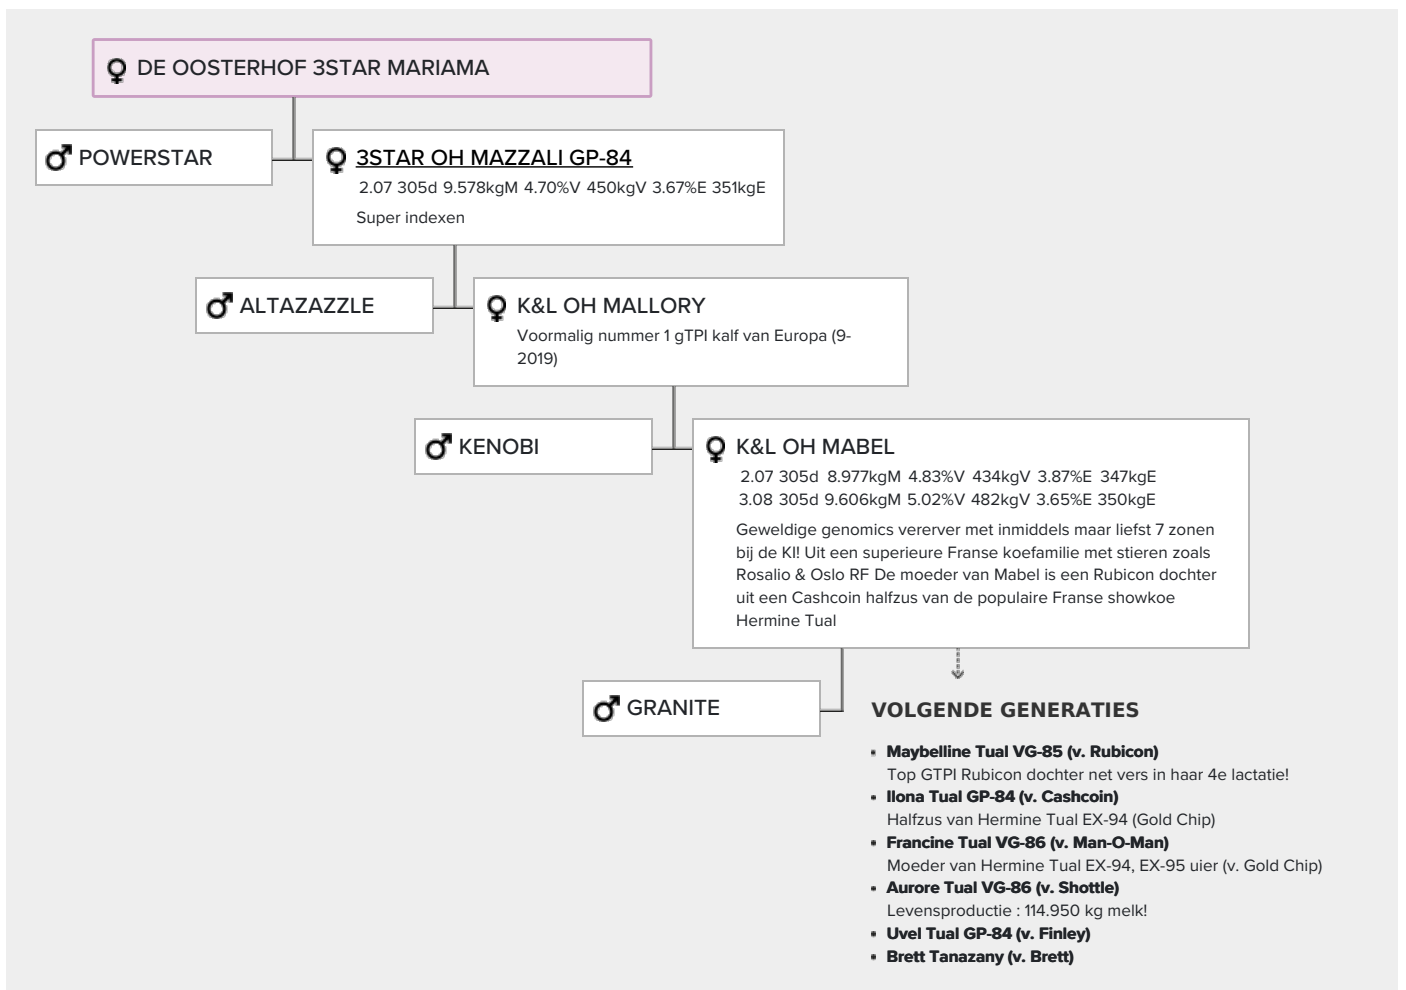 DE OOSTERHOF 3STAR MARIAMA
POWERSTAR
3STAR OH MAZZALI GP-84
2.07 305d 9.578kgM 4.70%V 450kgV 3.67%E 351kgE
Super indexen
ALTAZAZZLE
K&L OH MALLORY
Voormalig nummer 1 gTPI kalf van Europa (9-
2019)
KENOBI
K&L OH MABEL
2.07 305d 8.977kgM 4.83%V 434kgV 3.87%E 347kgE
3.08 305d 9.606kgM 5.02%V 482kgV 3.65%E 350kgE
Geweldige genomics vererver met inmiddels maar liefst 7 zonen
bij de KI! Uit een superieure Franse koefamilie met stieren zoals
Rosalio & Oslo RF De moeder van Mabel is een Rubicon dochter
uit een Cashcoin halfzus van de populaire Franse showkoe
Hermine Tual
GRANITE
VOLGENDE GENERATIES
Maybelline Tual VG-85 (v. Rubicon)
Top GTPI Rubicon dochter net vers in haar 4e lactatie!
Ilona Tual GP-84 (v. Cashcoin)
Halfzus van Hermine Tual EX-94 (Gold Chip)
Francine Tual VG-86 (v. Man-O-Man)
Moeder van Hermine Tual EX-94, EX-95 uier (v. Gold Chip)
Aurore Tual VG-86 (v. Shottle)
Levensproductie : 114.950 kg melk!
Uvel Tual GP-84 (v. Finley)
Brett Tanazany (v. Brett)